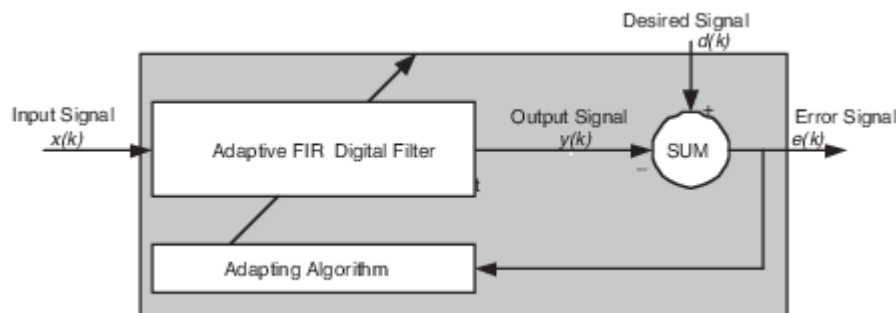 Desired Signal
d(k)
Input Signal
x(k)
Adaptive FIR Digital Filter
Output Signal
y(k)
+
SUM
−
Error Signal
e(k)
t
Adapting Algorithm